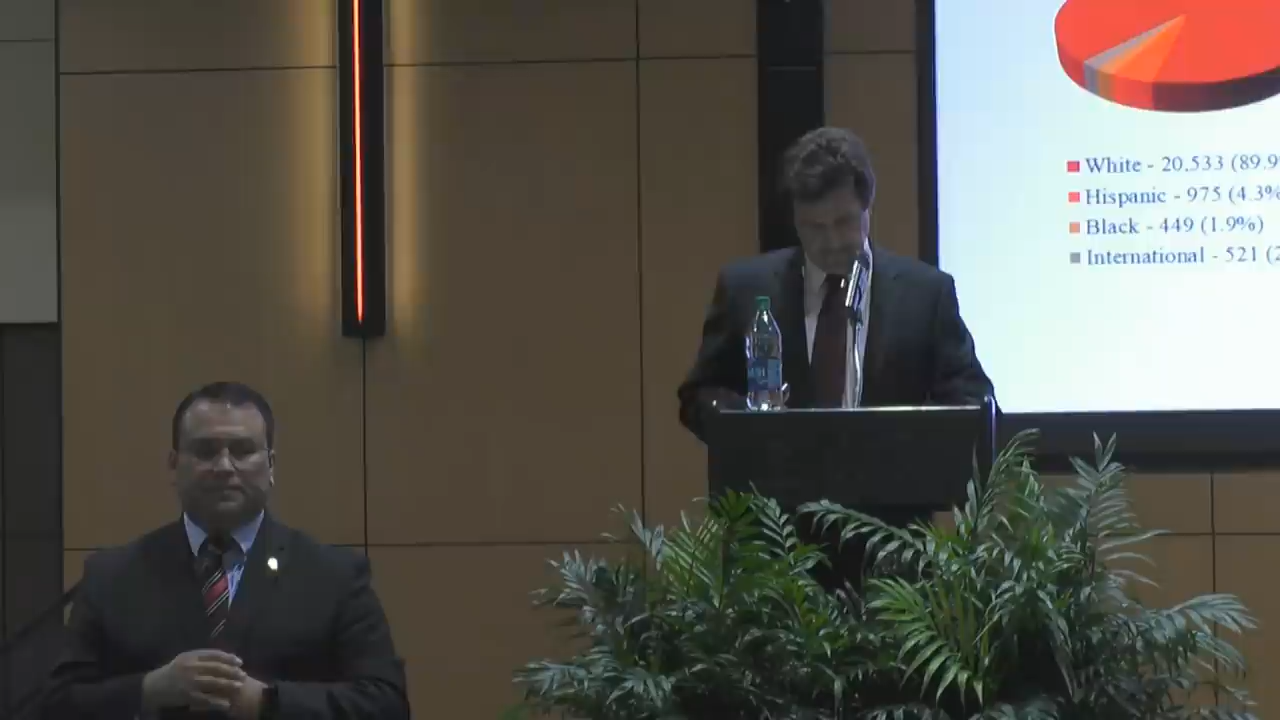 White - 20,533 (89.9
Hispanic - 975 (4.3%
Black - 449 (1.9%)
International - 521 (2